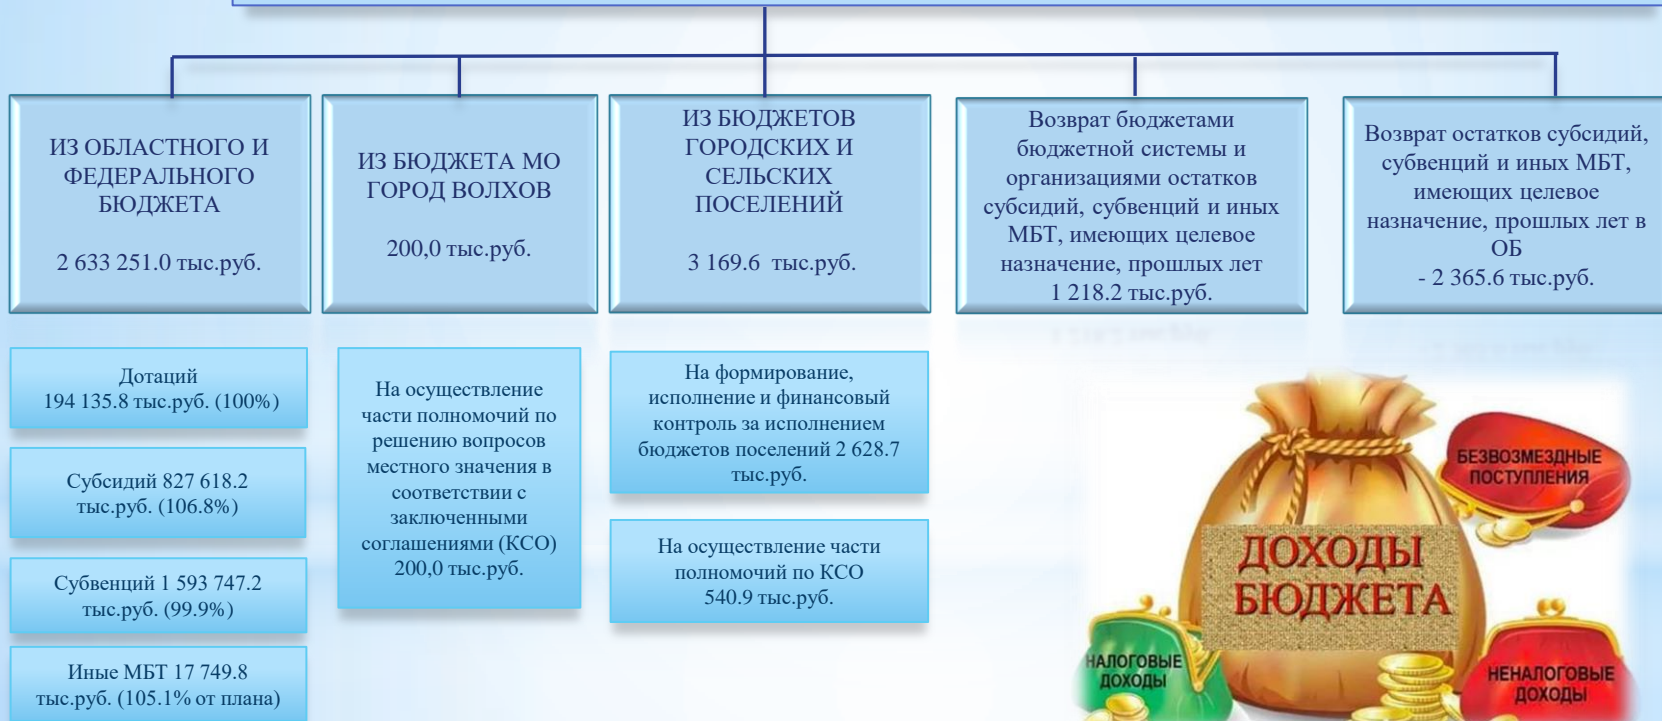 ИЗ ОБЛАСТНОГО И
ФЕДЕРАЛЬНОГО
БЮДЖЕТА
2 633 251.0 тыс.руб.
ИЗ БЮДЖЕТА МО
ГОРОД ВОЛХОВ
200,0 тыс.руб.
ИЗ БЮДЖЕТОВ
ГОРОДСКИХ И
СЕЛЬСКИХ
ПОСЕЛЕНИЙ
3 169.6 тыс.руб.
Возврат бюджетами
бюджетной системы и
организациями остатков
субсидий, субвенций и иных
МБТ, имеющих целевое
назначение, прошлых лет
1 218.2 тыс.руб.
Возврат остатков субсидий,
субвенций и иных МБТ,
имеющих целевое
назначение, прошлых лет в
ОБ
- 2 365.6 тыс.руб.
Дотаций
194 135.8 тыс.руб. (100%)
Субсидий 827 618.2
тыс.руб. (106.8%)
Субвенций 1 593 747.2
тыс.руб. (99.9%)
Иные МБТ 17 749.8
тыс.руб. (105.1% от плана)
На осуществление
части полномочий по
решению вопросов
местного значения в
соответствии с
заключенными
соглашениями (КСО)
200,0 тыс.руб.
На формирование,
исполнение и финансовый
контроль за исполнением
бюджетов поселений 2 628.7
тыс.руб.
На осуществление части
полномочий по КСО
540.9 тыс.руб.
БЕЗВОЗМЕЗДНЫЕ
ПОСТУПЛЕНИЯ
ДОХОДЫ
БЮДЖЕТА
НАЛОГОВЫЕ
ДОХОДЫ
НЕНАЛОГОВЫЕ
ДОХОДЫ